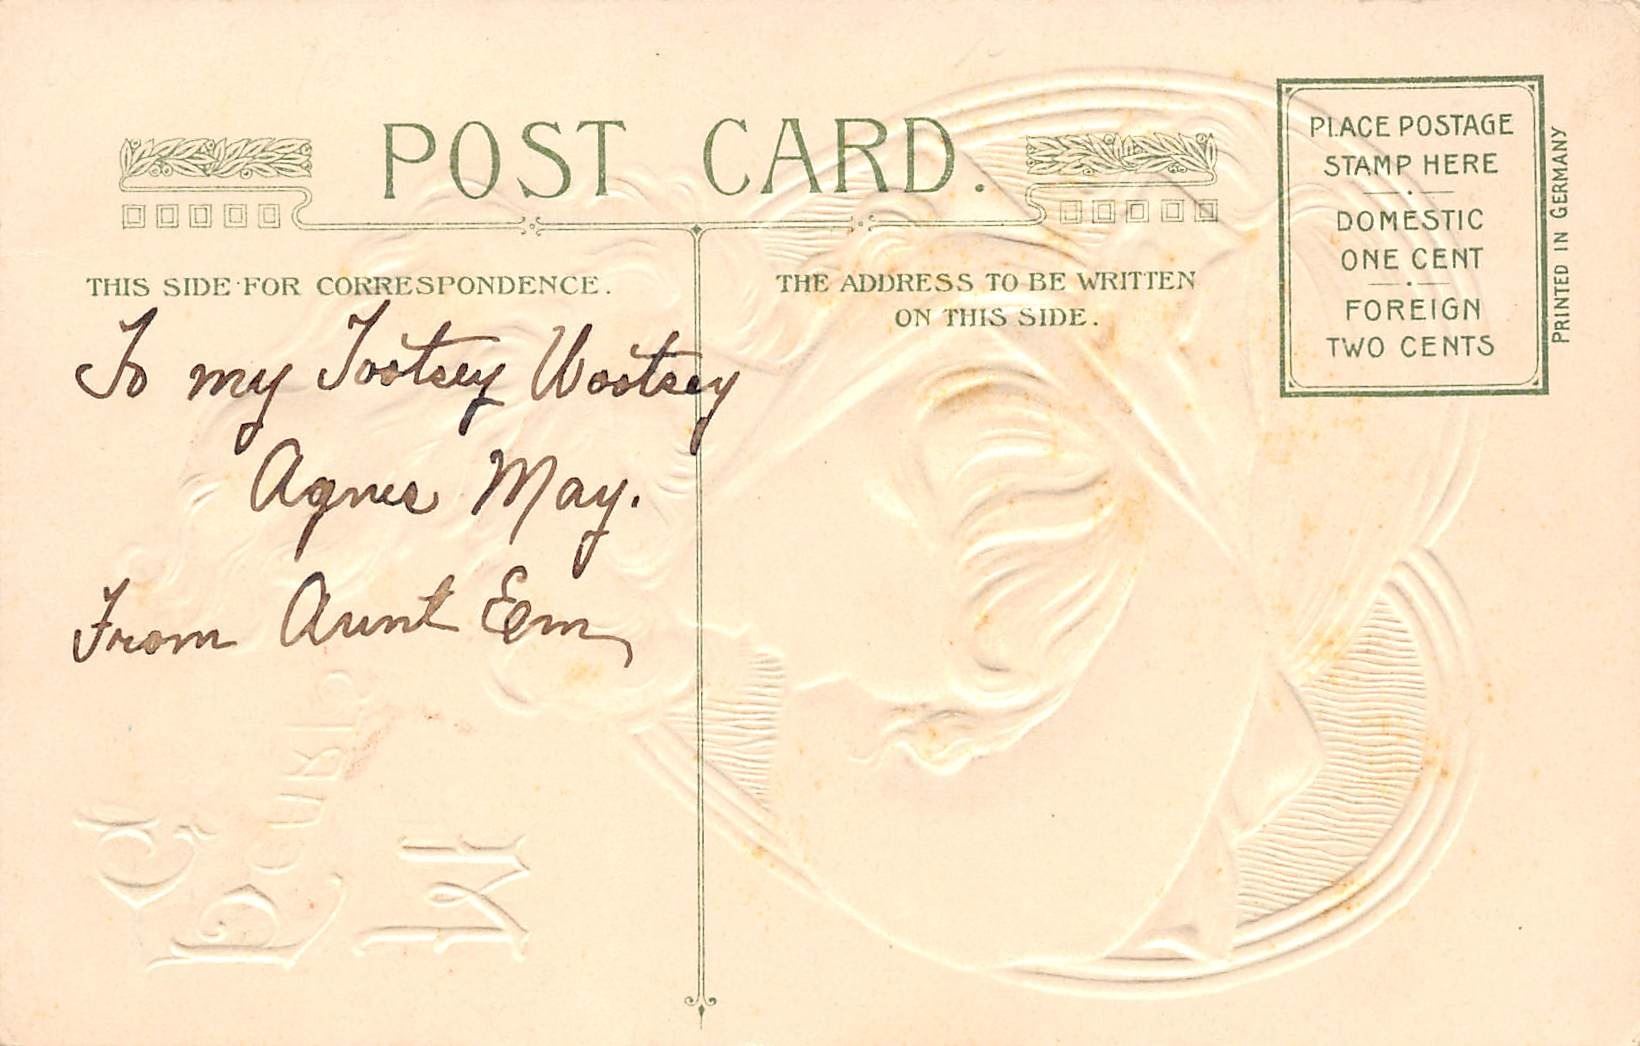 POST CARD.
THIS SIDE FOR CORRESPONDENCE.
THE ADDRESS TO BE WRITTEN
ON THIS SIDE.
PLACE POSTAGE
STAMP HERE
DOMESTIC
ONE CENT
FOREIGN
TWO CENTS
PRINTED IN GERMANY
To my Tootsey Wootsey
Agnes May.
From Aunt Em